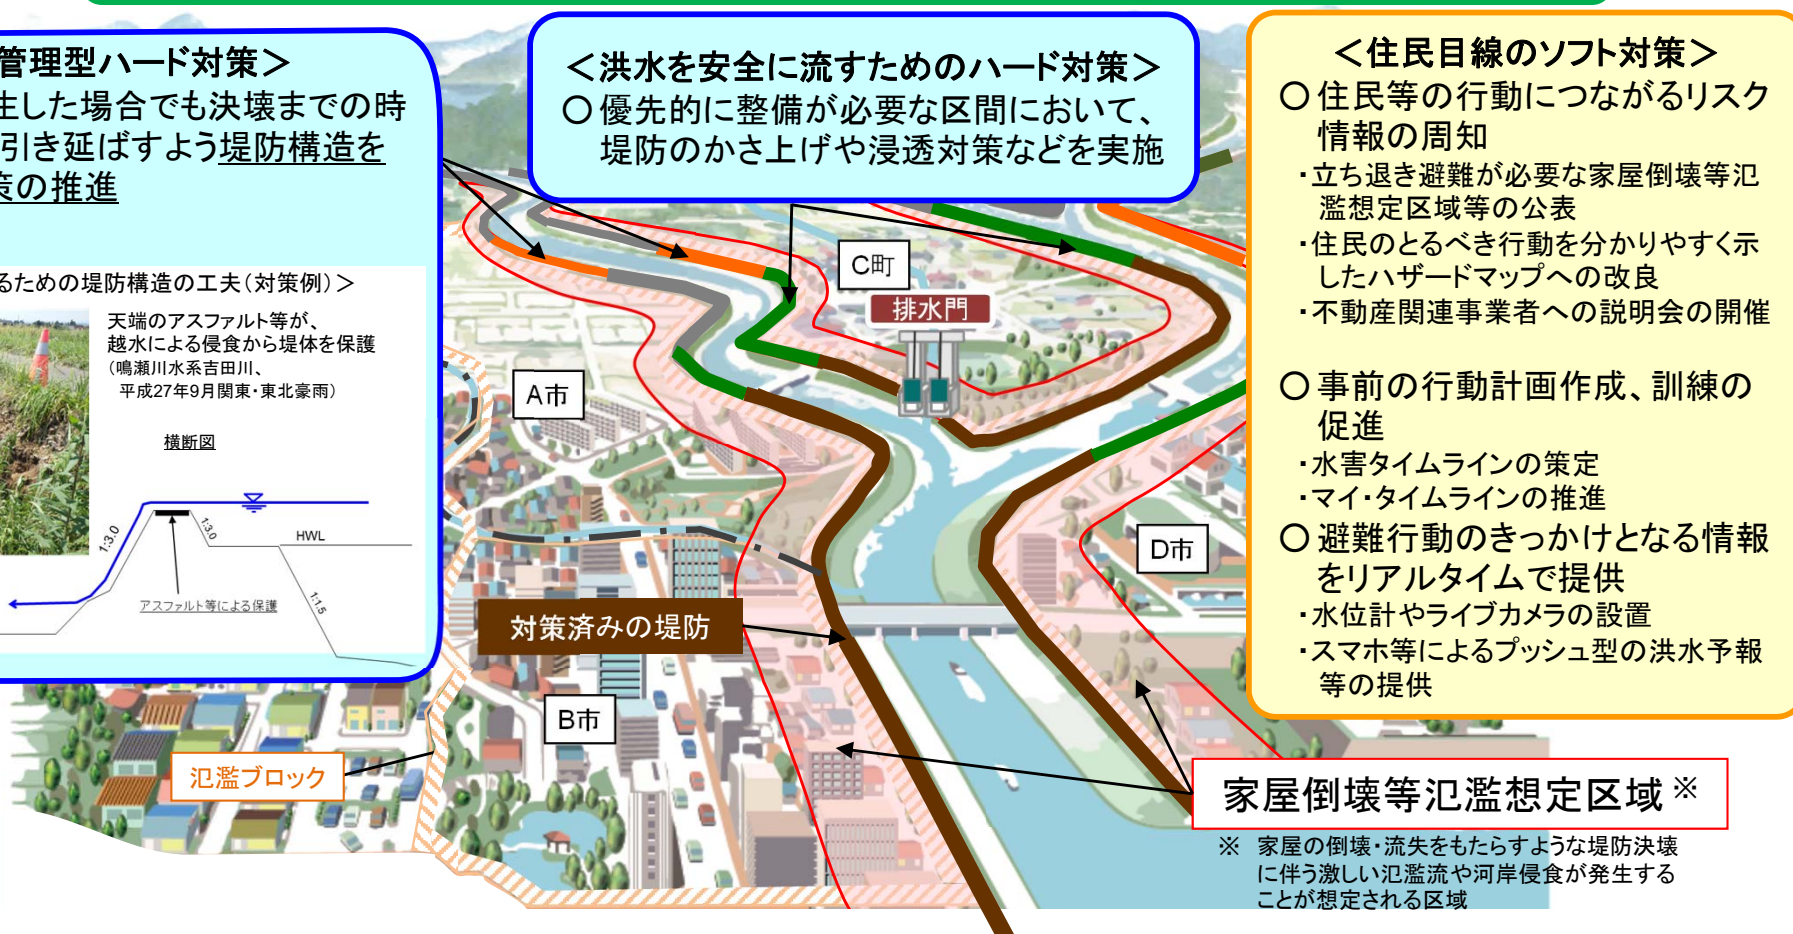 管理型ハード対策＞
生した場合でも決壊までの時
引き延ばすよう堤防構造を
策の推進
るための堤防構造の工夫（対策例）＞
天端のアスファルト等が、
越水による侵食から堤体を保護
（鳴瀬川水系吉田川、
平成27年9月関東・東北豪雨）
横断図
1:3.0
1:3.0
HWL
1:1.5
アスファルト等による保護
＜洪水を安全に流すためのハード対策＞
○優先的に整備が必要な区間において、
堤防のかさ上げや浸透対策などを実施
＜住民目線のソフト対策＞
○住民等の行動につながるリスク
情報の周知
・立ち退き避難が必要な家屋倒壊等氾
濫想定区域等の公表
・住民のとるべき行動を分かりやすく示
したハザードマップへの改良
・不動産関連事業者への説明会の開催
○事前の行動計画作成、訓練の
促進
・水害タイムラインの策定
・マイ・タイムラインの推進
○避難行動のきっかけとなる情報
をリアルタイムで提供
・水位計やライブカメラの設置
・スマホ等によるプッシュ型の洪水予報
等の提供
C町
排水門
A市
D市
対策済みの堤防
B市
氾濫ブロック
家屋倒壊等氾濫想定区域※
※ 家屋の倒壊・流失をもたらすような堤防決壊
に伴う激しい氾濫流や河岸侵食が発生する
ことが想定される区域